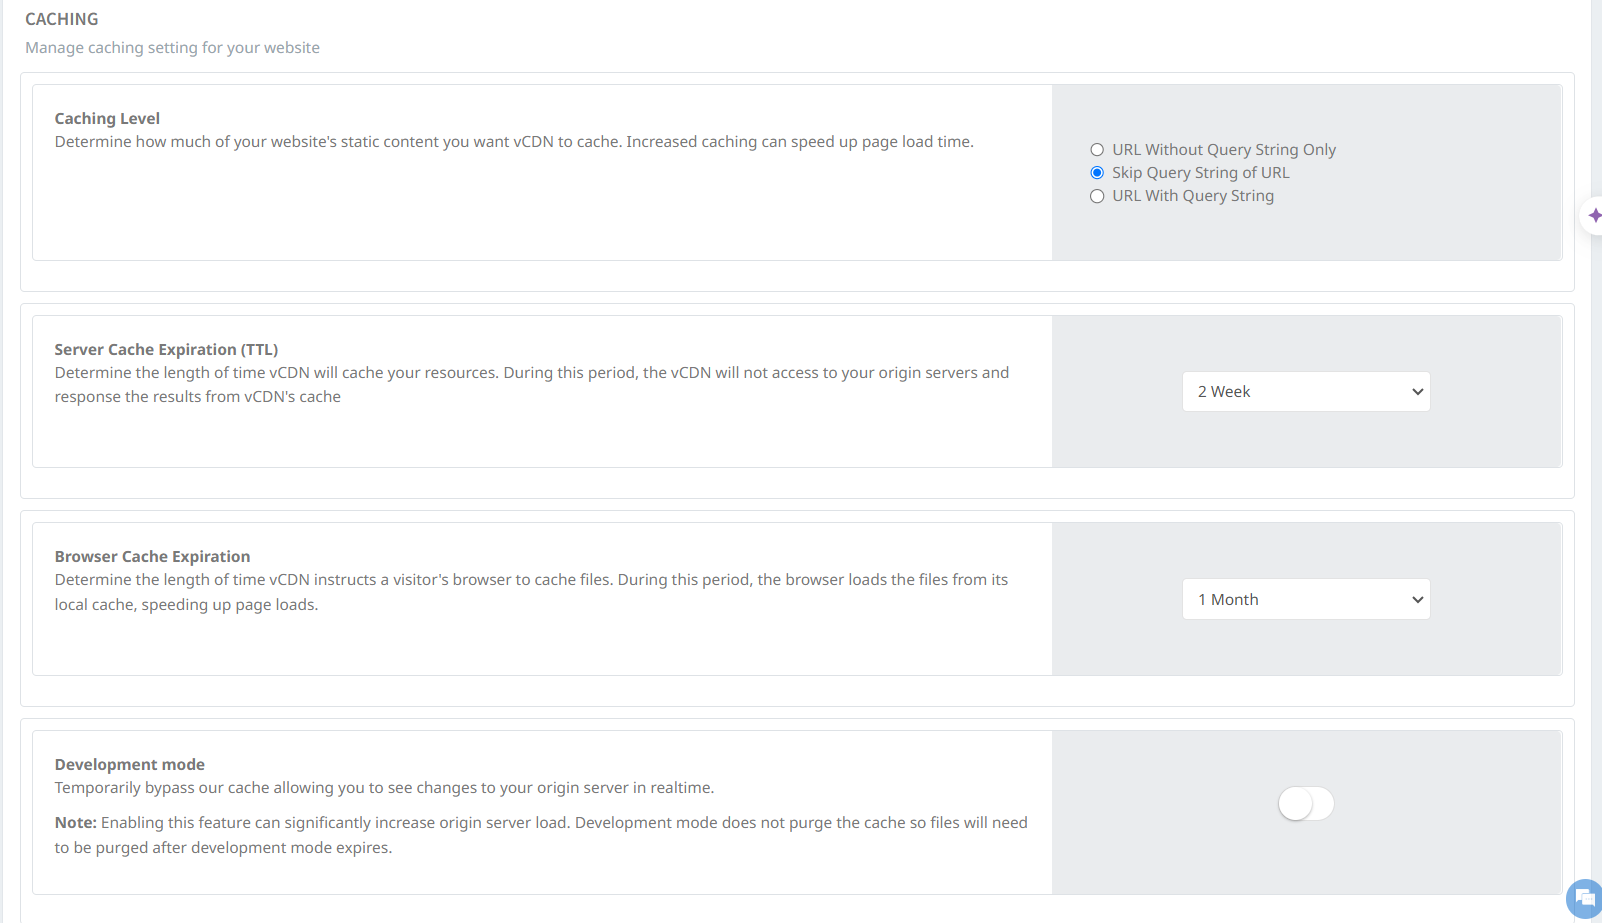 CACHING
Manage caching setting for your website
Caching Level
Determine how much of your website's static content you want vCDN to cache. Increased caching can speed up page load time.
URL Without Query String Only
Skip Query String of URL
URL With Query String
Server Cache Expiration (TTL)
Determine the length of time vCDN will cache your resources. During this period, the vCDN will not access to your origin servers and
response the results from vCDN's cache
2 Week
Browser Cache Expiration
Determine the length of time vCDN instructs a visitor's browser to cache files. During this period, the browser loads the files from its
local cache, speeding up page loads.
1 Month
Development mode
Temporarily bypass our cache allowing you to see changes to your origin server in realtime.
Note: Enabling this feature can significantly increase origin server load. Development mode does not purge the cache so files will need
to be purged after development mode expires.